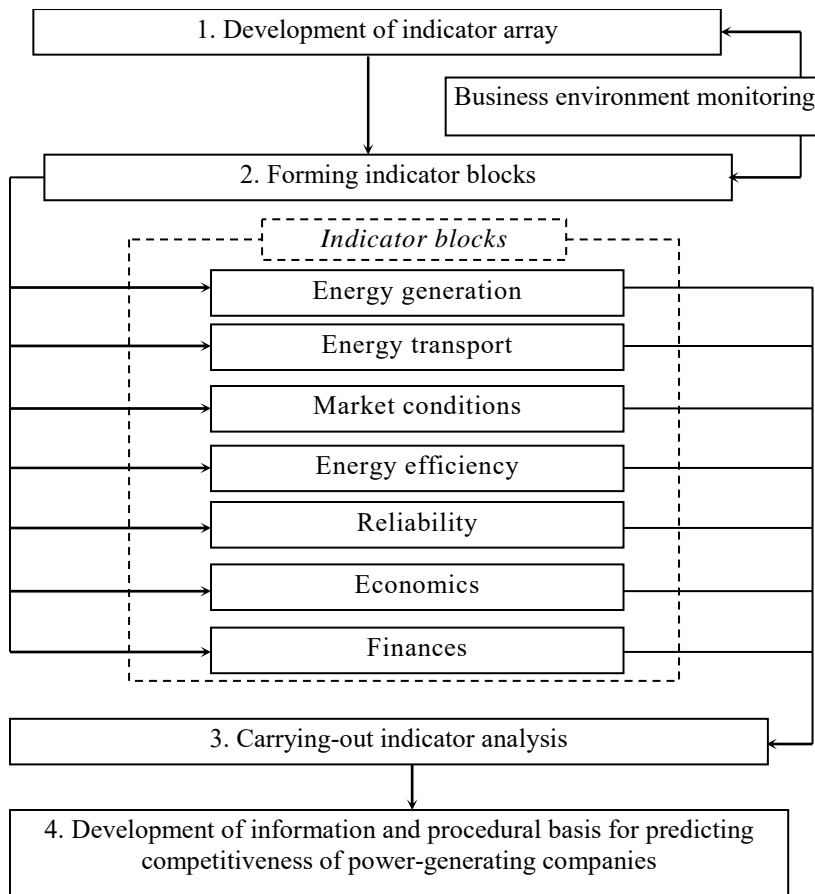 1. Development of indicator array
Business environment monitoring
2. Forming indicator blocks
Indicator blocks
Energy generation
Energy transport
Market conditions
Energy efficiency
Reliability
Economics
Finances
3. Carrying-out indicator analysis
4. Development of information and procedural basis for predicting
competitiveness of power-generating companies